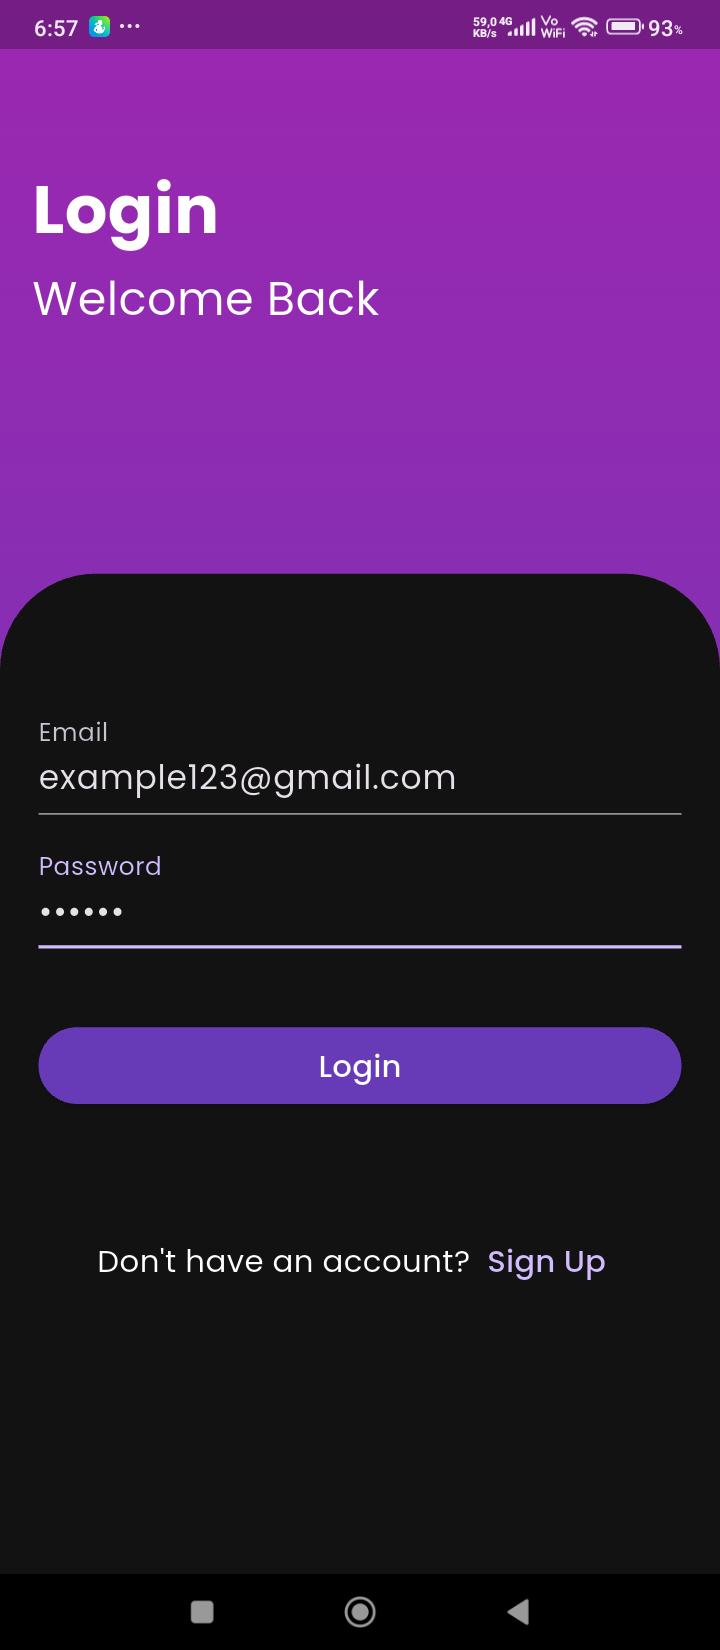 6:57 ... 59,0 KB/s 4G Vo WiFi 93%
Login
Welcome Back
Email
example123@gmail.com
Password
••••••
Login
Don't have an account? Sign Up